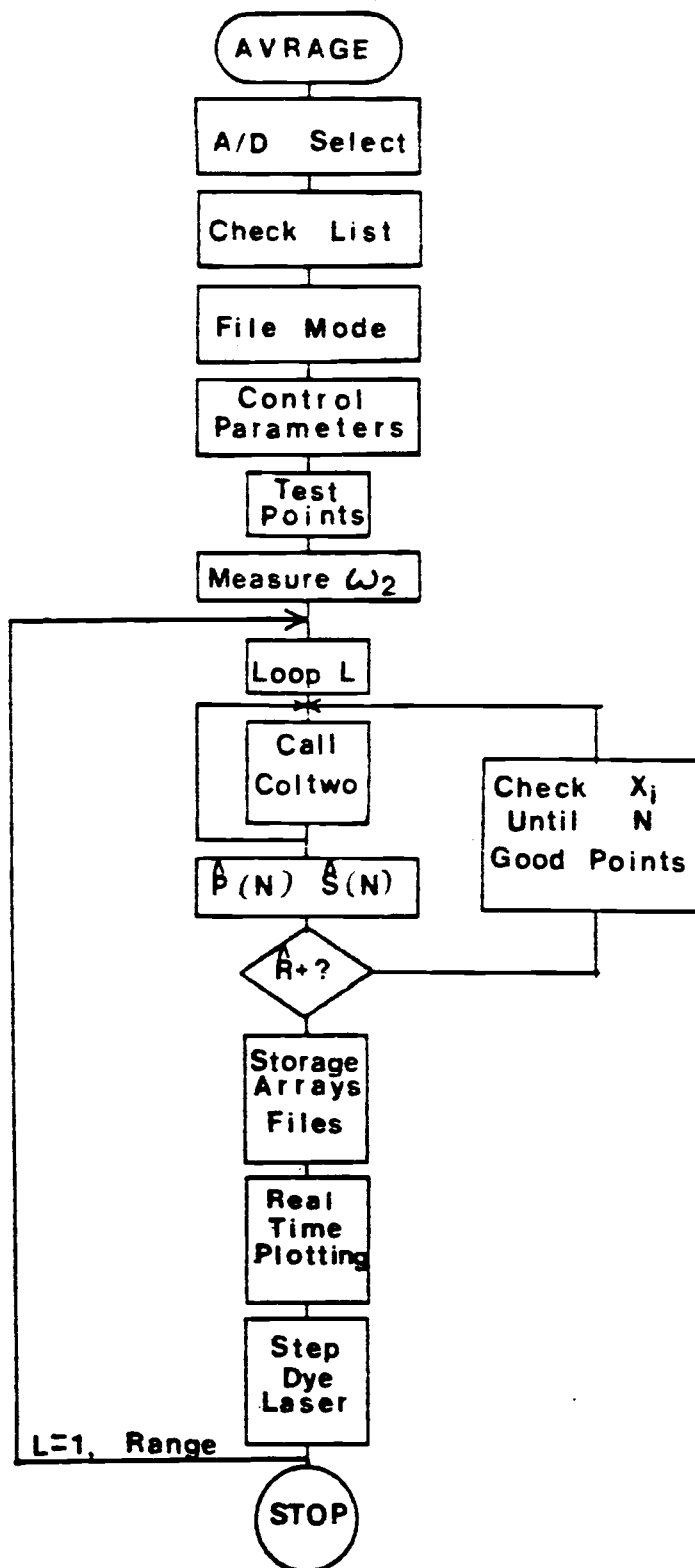 AVRAGE
A/D Select
Check List
File Mode
Control
Parameters
Test
Points
Measure ω₂
Loop L
Call
Coltwo
Check Xᵢ
Until N
Good Points
P̂(N) Ŝ(N)
R̂+?
Storage
Arrays
Files
Real
Time
Plotting
Step
Dye
Laser
L=1, Range
STOP